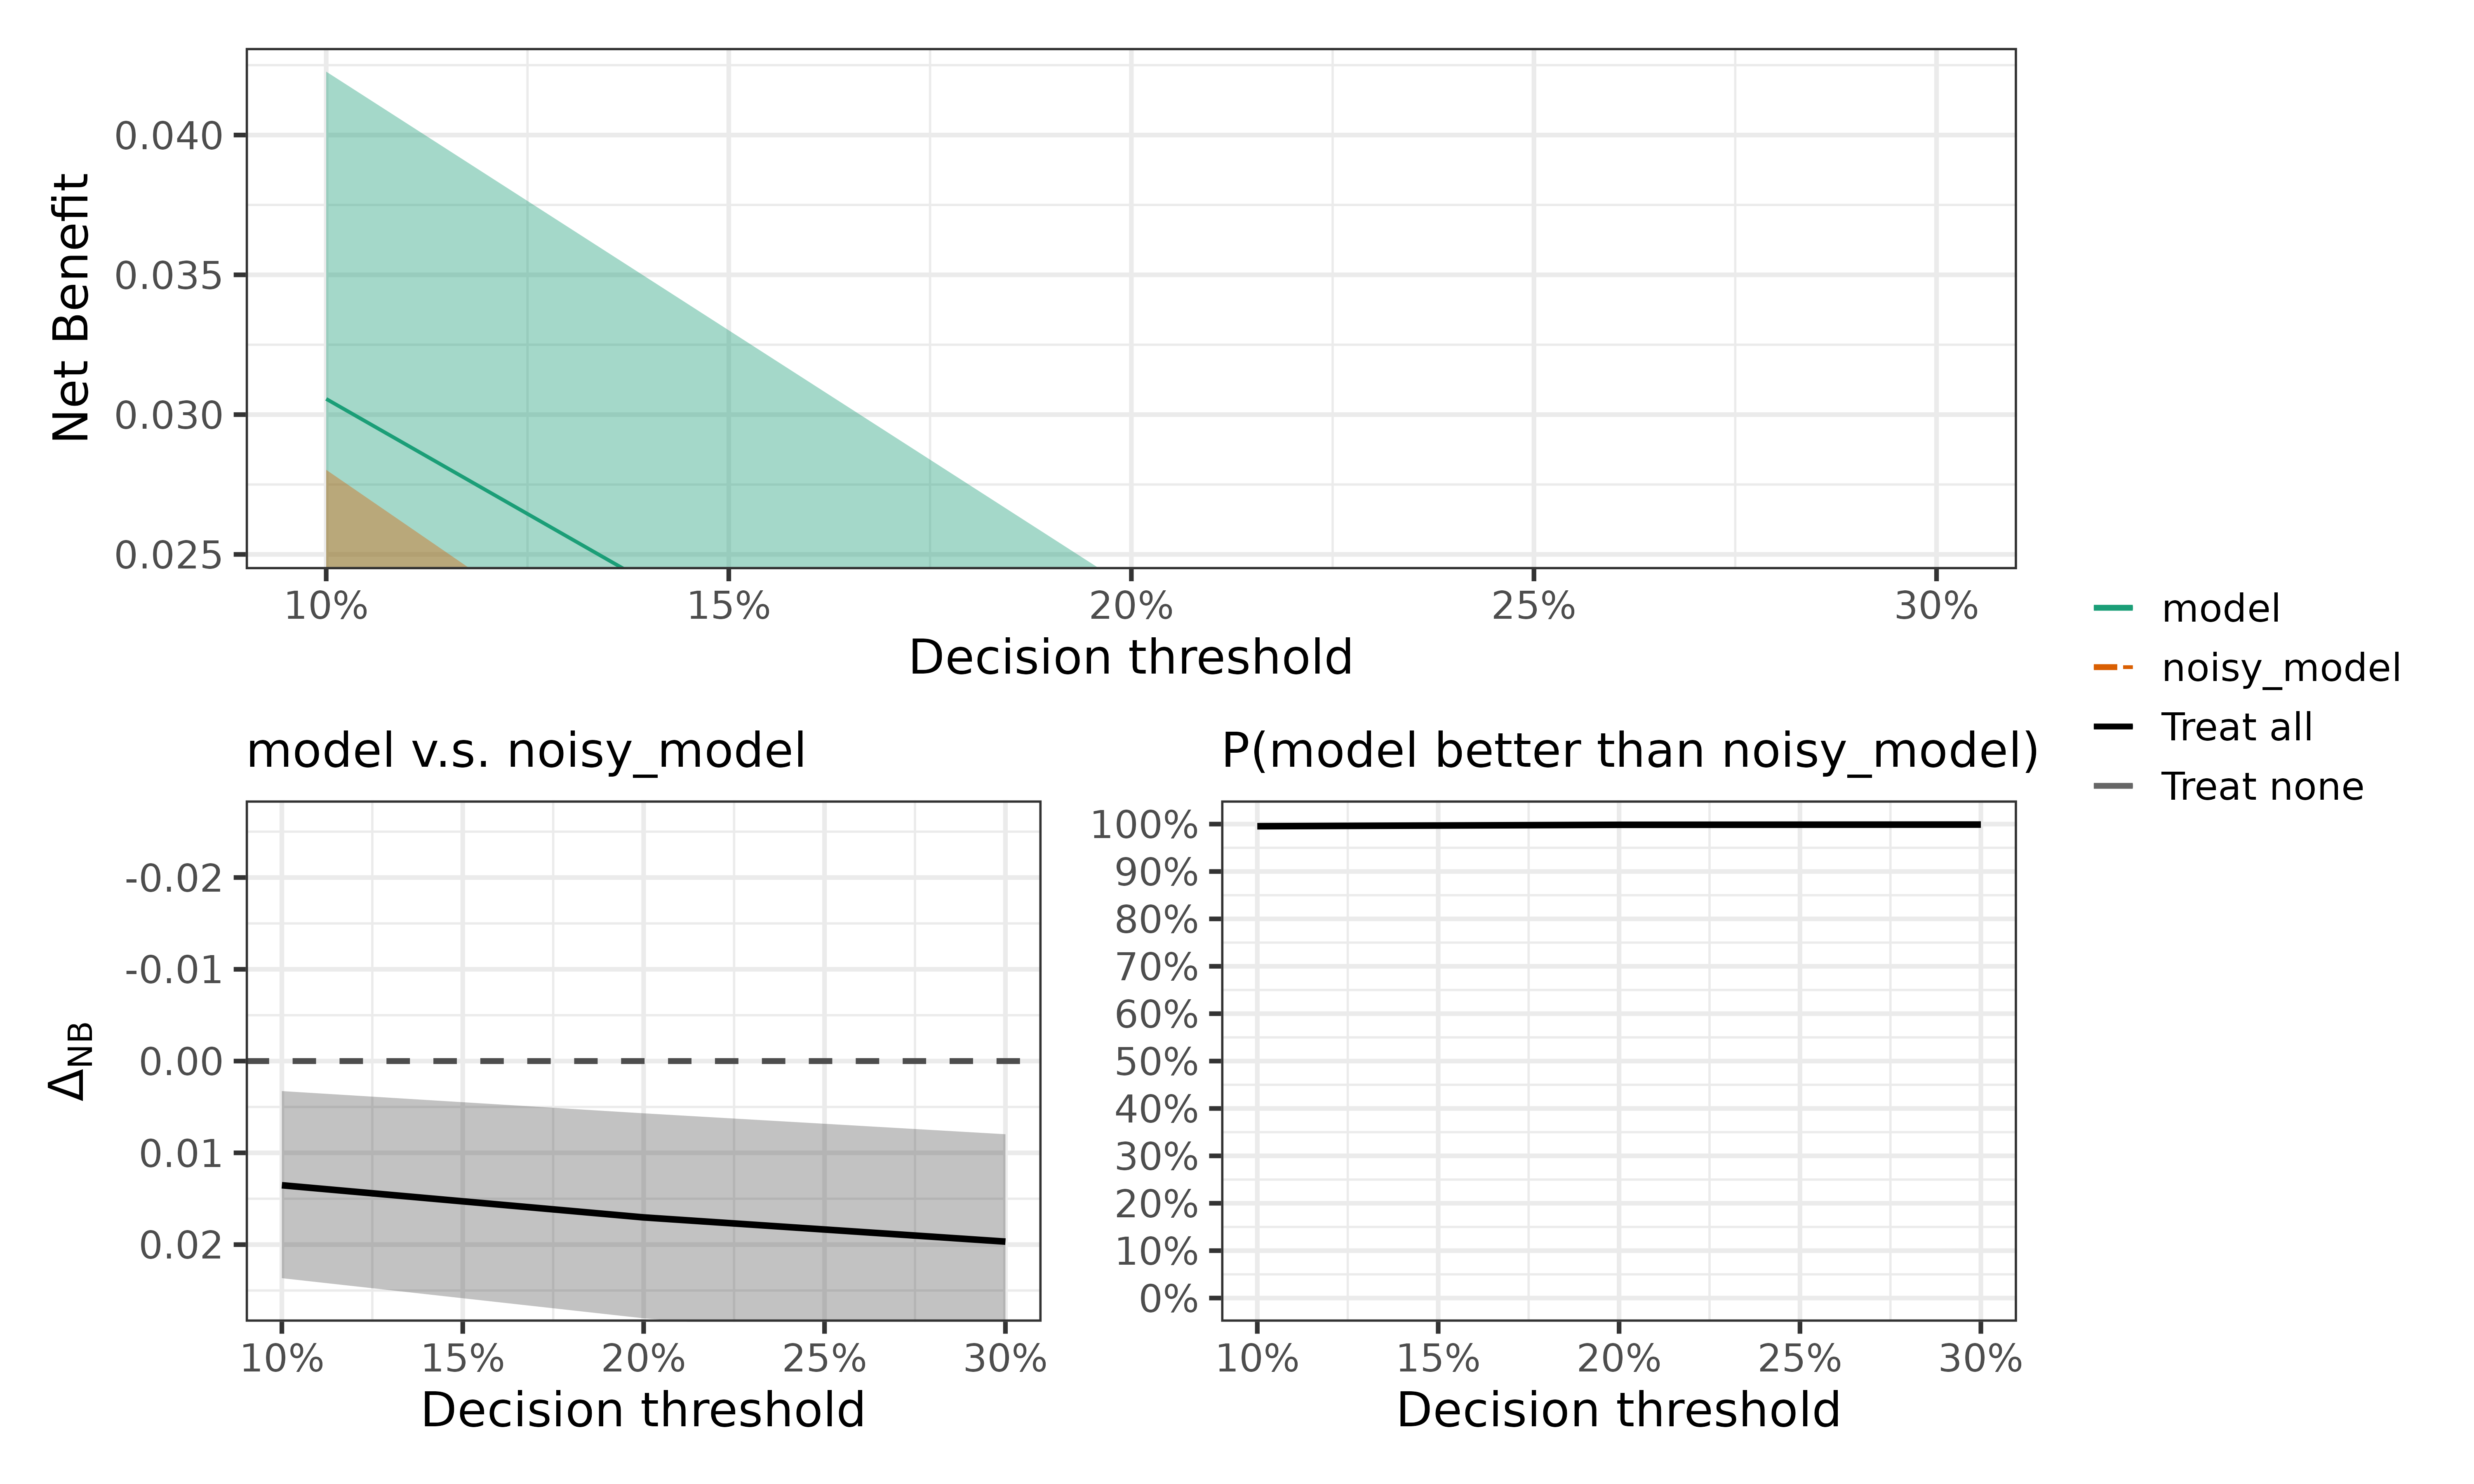 Net Benefit
0.040
0.035
0.030
0.025
10% 15% 20% 25% 30%
Decision threshold
model
noisy_model
Treat all
Treat none
model v.s. noisy_model
ΔNB
-0.02
-0.01
0.00
0.01
0.02
10% 15% 20% 25% 30%
Decision threshold
P(model better than noisy_model)
100%
90%
80%
70%
60%
50%
40%
30%
20%
10%
0%
10% 15% 20% 25% 30%
Decision threshold